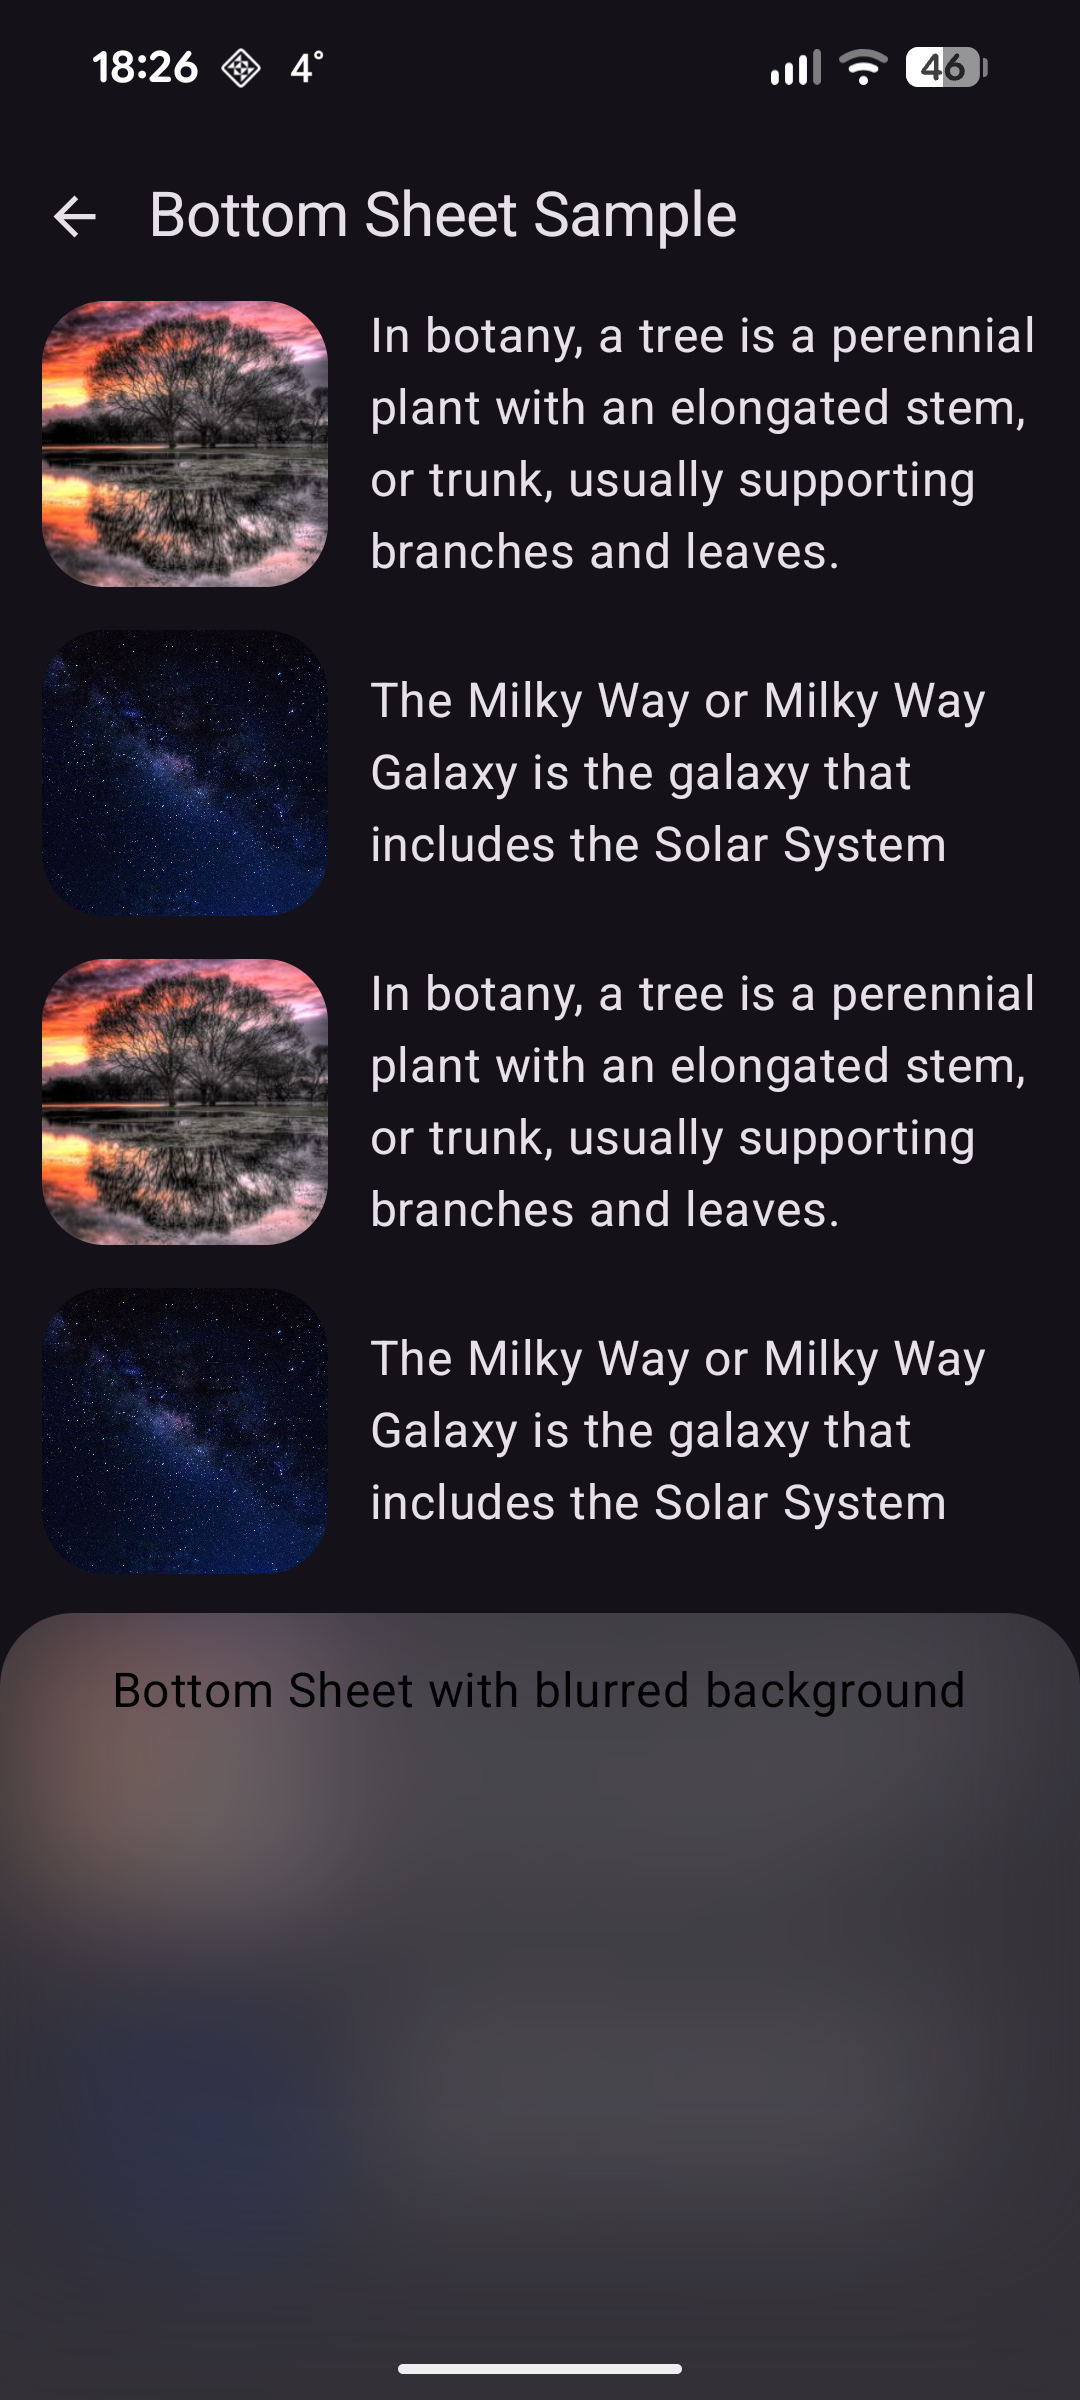 18:26 4° 46
Bottom Sheet Sample
In botany, a tree is a perennial
plant with an elongated stem,
or trunk, usually supporting
branches and leaves.
The Milky Way or Milky Way
Galaxy is the galaxy that
includes the Solar System
In botany, a tree is a perennial
plant with an elongated stem,
or trunk, usually supporting
branches and leaves.
The Milky Way or Milky Way
Galaxy is the galaxy that
includes the Solar System
Bottom Sheet with blurred background